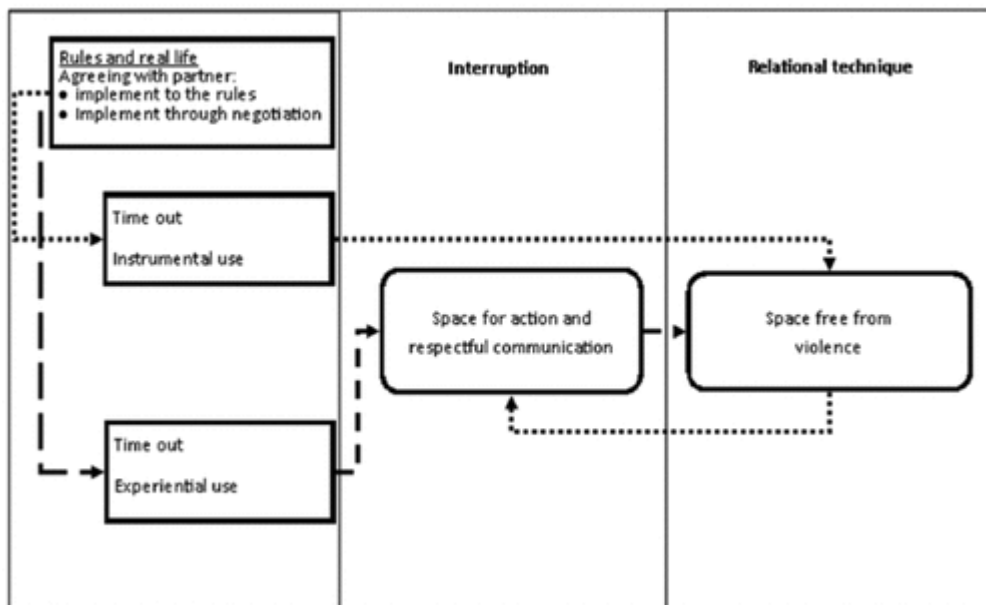 Rules and real life
Agreeing with partner:
• implement to the rules
• Implement through negotiation
Interruption
Relational technique
Time out
Instrumental use
Space for action and
respectful communication
Space free from
violence
Time out
Experiential use